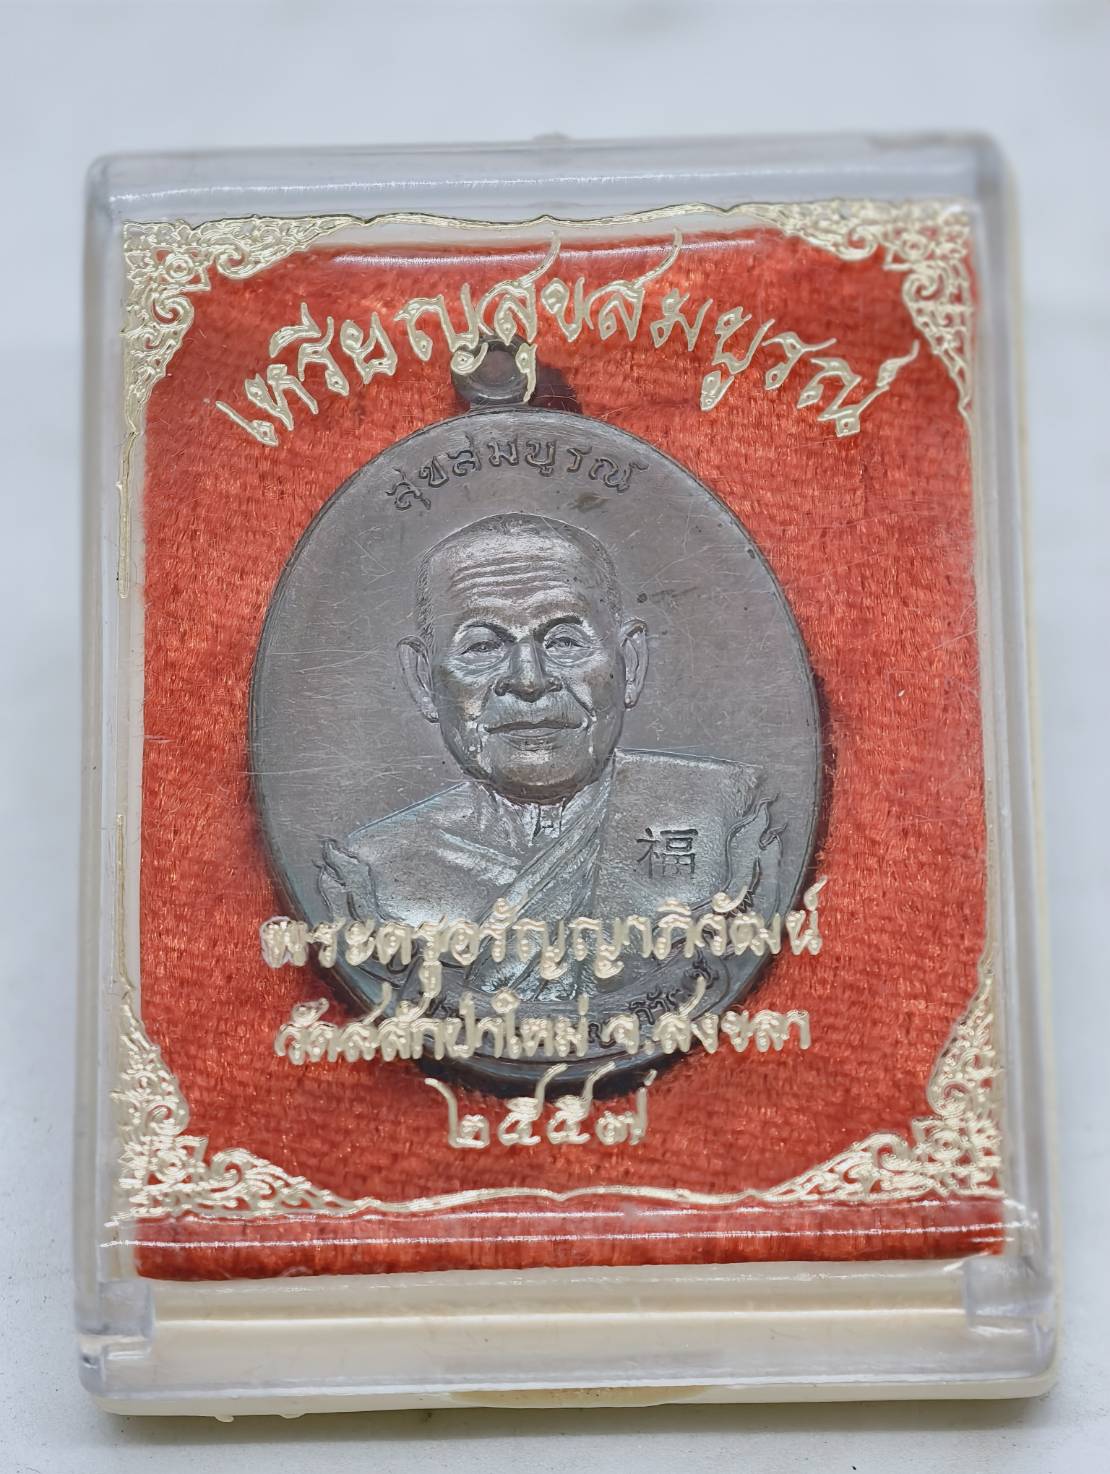 เหรียญสุขสมบูรณ์
สุขสมบูรณ์
福
พระครูอรัญญาภิวัฒน์
วัดสลักป่าใหม่ จ.สงขลา
๒๕๕๗